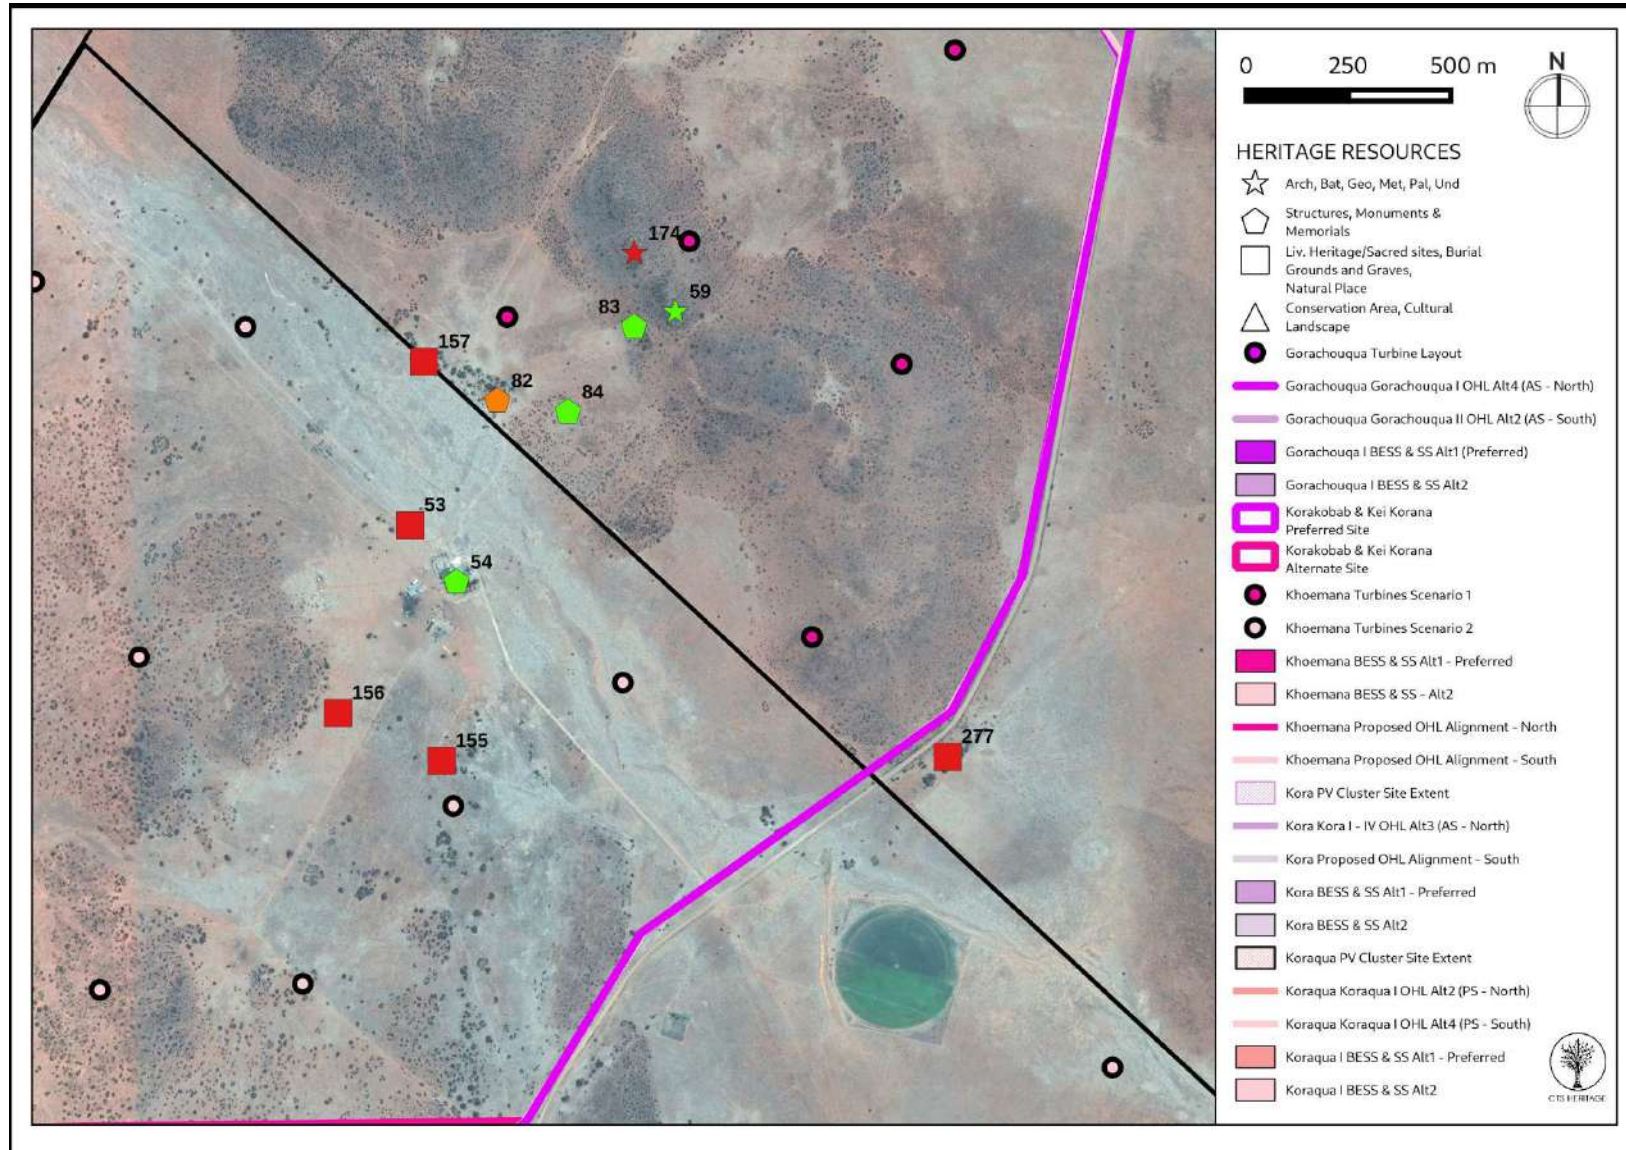 0 250 500 m
N
HERITAGE RESOURCES
Arch, Bat, Geo, Met, Pal, Und
Structures, Monuments &
Memorials
Liv. Heritage/Sacred sites, Burial
Grounds and Graves,
Natural Place
Conservation Area, Cultural
Landscape
Gorachouqua Turbine Layout
Gorachouqua Gorachouqua I OHL Alt4 (AS - North)
Gorachouqua Gorachouqua II OHL Alt2 (AS - South)
Gorachouqa I BESS & SS Alt1 (Preferred)
Gorachouqua I BESS & SS Alt2
Korakobab & Kei Korana
Preferred Site
Korakobab & Kei Korana
Alternate Site
Khoemana Turbines Scenario 1
Khoemana Turbines Scenario 2
Khoemana BESS & SS Alt1 - Preferred
Khoemana BESS & SS - Alt2
Khoemana Proposed OHL Alignment - North
Khoemana Proposed OHL Alignment - South
Kora PV Cluster Site Extent
Kora Kora I - IV OHL Alt3 (AS - North)
Kora Proposed OHL Alignment - South
Kora BESS & SS Alt1 - Preferred
Kora BESS & SS Alt2
Koraqua PV Cluster Site Extent
Koraqua Koraqua I OHL Alt2 (PS - North)
Koraqua Koraqua I OHL Alt4 (PS - South)
Koraqua I BESS & SS Alt1 - Preferred
Koraqua I BESS & SS Alt2
CTS HERITAGE
174
59
83
157
82
84
53
54
156
155
277